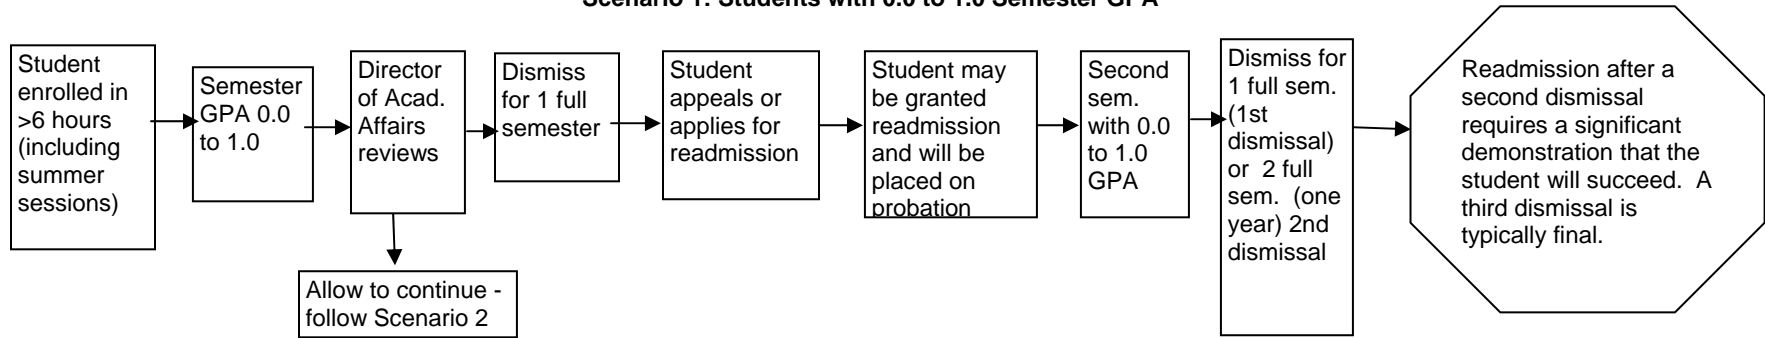 Scenario 1: Students with 0.0 to 1.0 Semester GPA
Student
enrolled in
>6 hours
(including
summer
sessions)
Semester
GPA 0.0
to 1.0
Director
of Acad.
Affairs
reviews
Dismiss
for 1 full
semester
Student
appeals or
applies for
readmission
Student may
be granted
readmission
and will be
placed on
probation
Second
sem.
with 0.0
to 1.0
GPA
Dismiss for
1 full sem.
(1st
dismissal)
or 2 full
sem. (one
year) 2nd
dismissal
Readmission after a
second dismissal
requires a significant
demonstration that the
student will succeed. A
third dismissal is
typically final.
Allow to continue -
follow Scenario 2